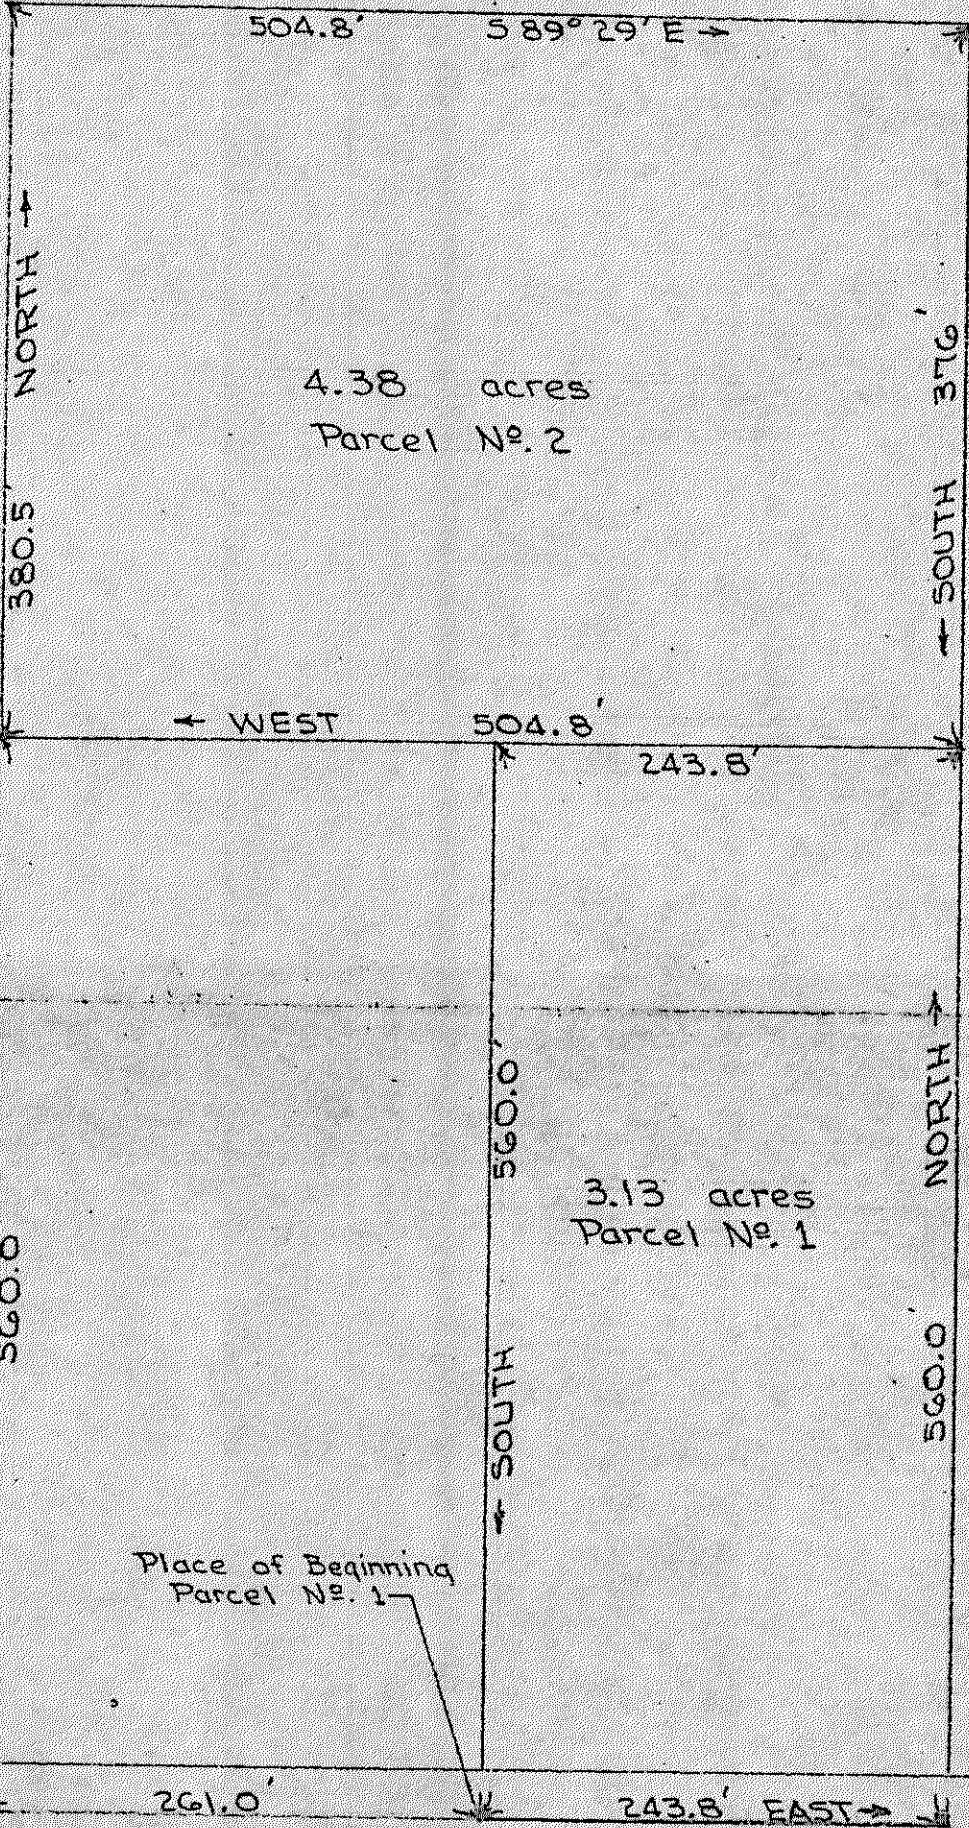 504.8' S 89° 29' E →
NORTH →
380.5'
4.38 acres
Parcel Nº. 2
376'
← SOUTH
← WEST 504.8'
243.8'
560.0'
← SOUTH
NORTH →
560.0'
3.13 acres
Parcel Nº. 1
560.0
Place of Beginning
Parcel Nº. 1
261.0'
243.8' EAST →